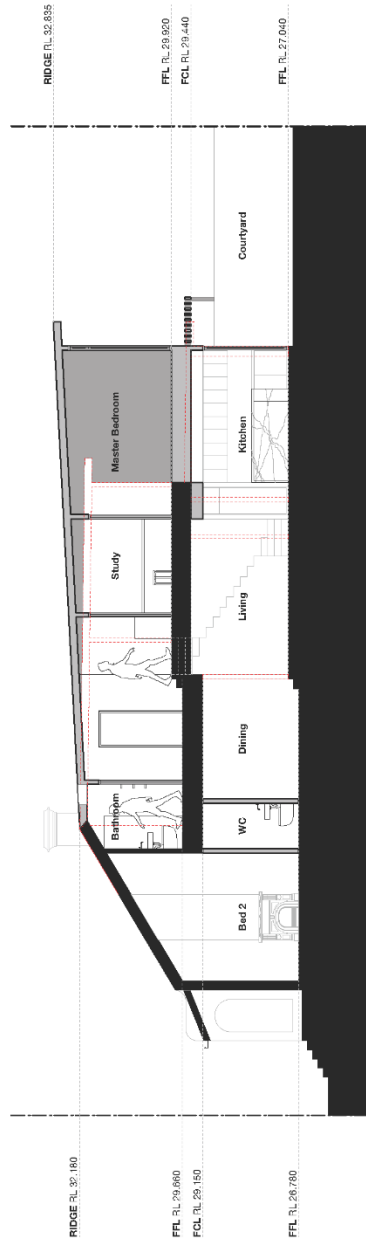 RIDGE RL 32.180
FFL RL 29.660
FCL RL 29.150
FFL RL 26.780
Bathroom
Study
Master Bedroom
Bed 2
WC
Dining
Living
Kitchen
Courtyard
RIDGE RL 32.835
FFL RL 29.920
FCL RL 29.440
FFL RL 27.040